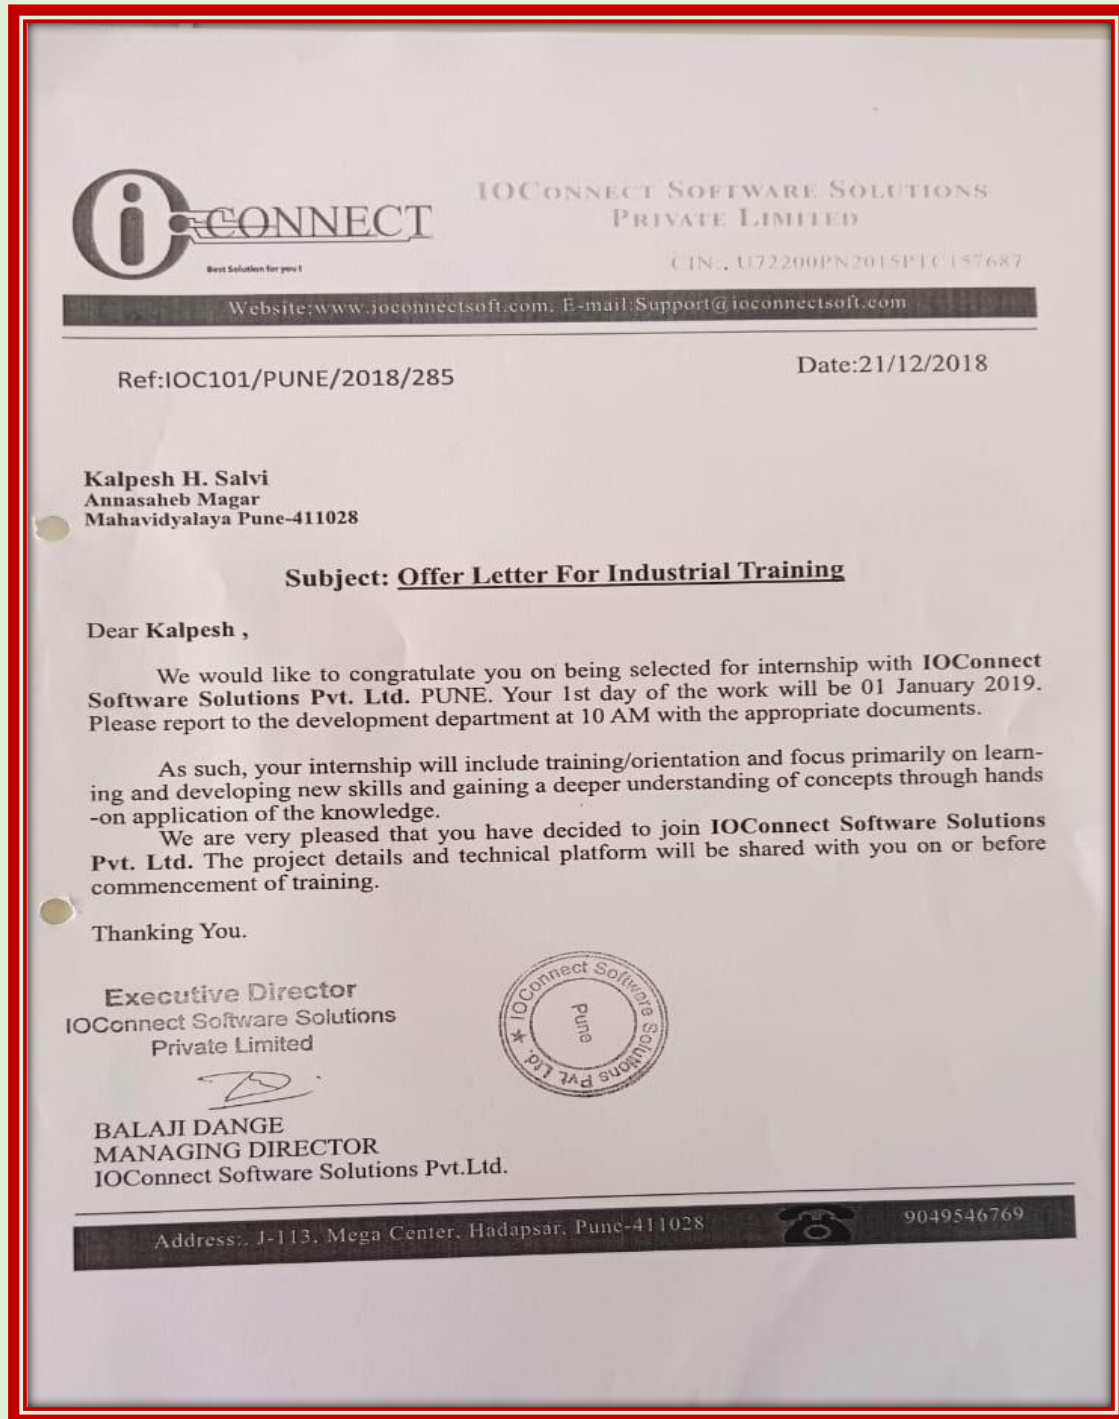 iOCONNECT
Best Solution for you !
IOCONNECT SOFTWARE SOLUTIONS
PRIVATE LIMITED
CIN:. U72200PN2015PTC157687
Website:www.ioconnectsoft.com, E-mail:Support@ioconnectsoft.com
Ref:IOC101/PUNE/2018/285
Date:21/12/2018
Kalpesh H. Salvi
Annasaheb Magar
Mahavidyalaya Pune-411028
Subject: Offer Letter For Industrial Training
Dear Kalpesh ,
We would like to congratulate you on being selected for internship with IOConnect
Software Solutions Pvt. Ltd. PUNE. Your 1st day of the work will be 01 January 2019.
Please report to the development department at 10 AM with the appropriate documents.
As such, your internship will include training/orientation and focus primarily on learn-
ing and developing new skills and gaining a deeper understanding of concepts through hands
-on application of the knowledge.
We are very pleased that you have decided to join IOConnect Software Solutions
Pvt. Ltd. The project details and technical platform will be shared with you on or before
commencement of training.
Thanking You.
Executive Director
IOConnect Software Solutions
Private Limited
IOConnect Software Solutions Pvt. Ltd. ★
Pune
BALAJI DANGE
MANAGING DIRECTOR
IOConnect Software Solutions Pvt.Ltd.
Address:. J-113, Mega Center, Hadapsar, Pune-411028
9049546769